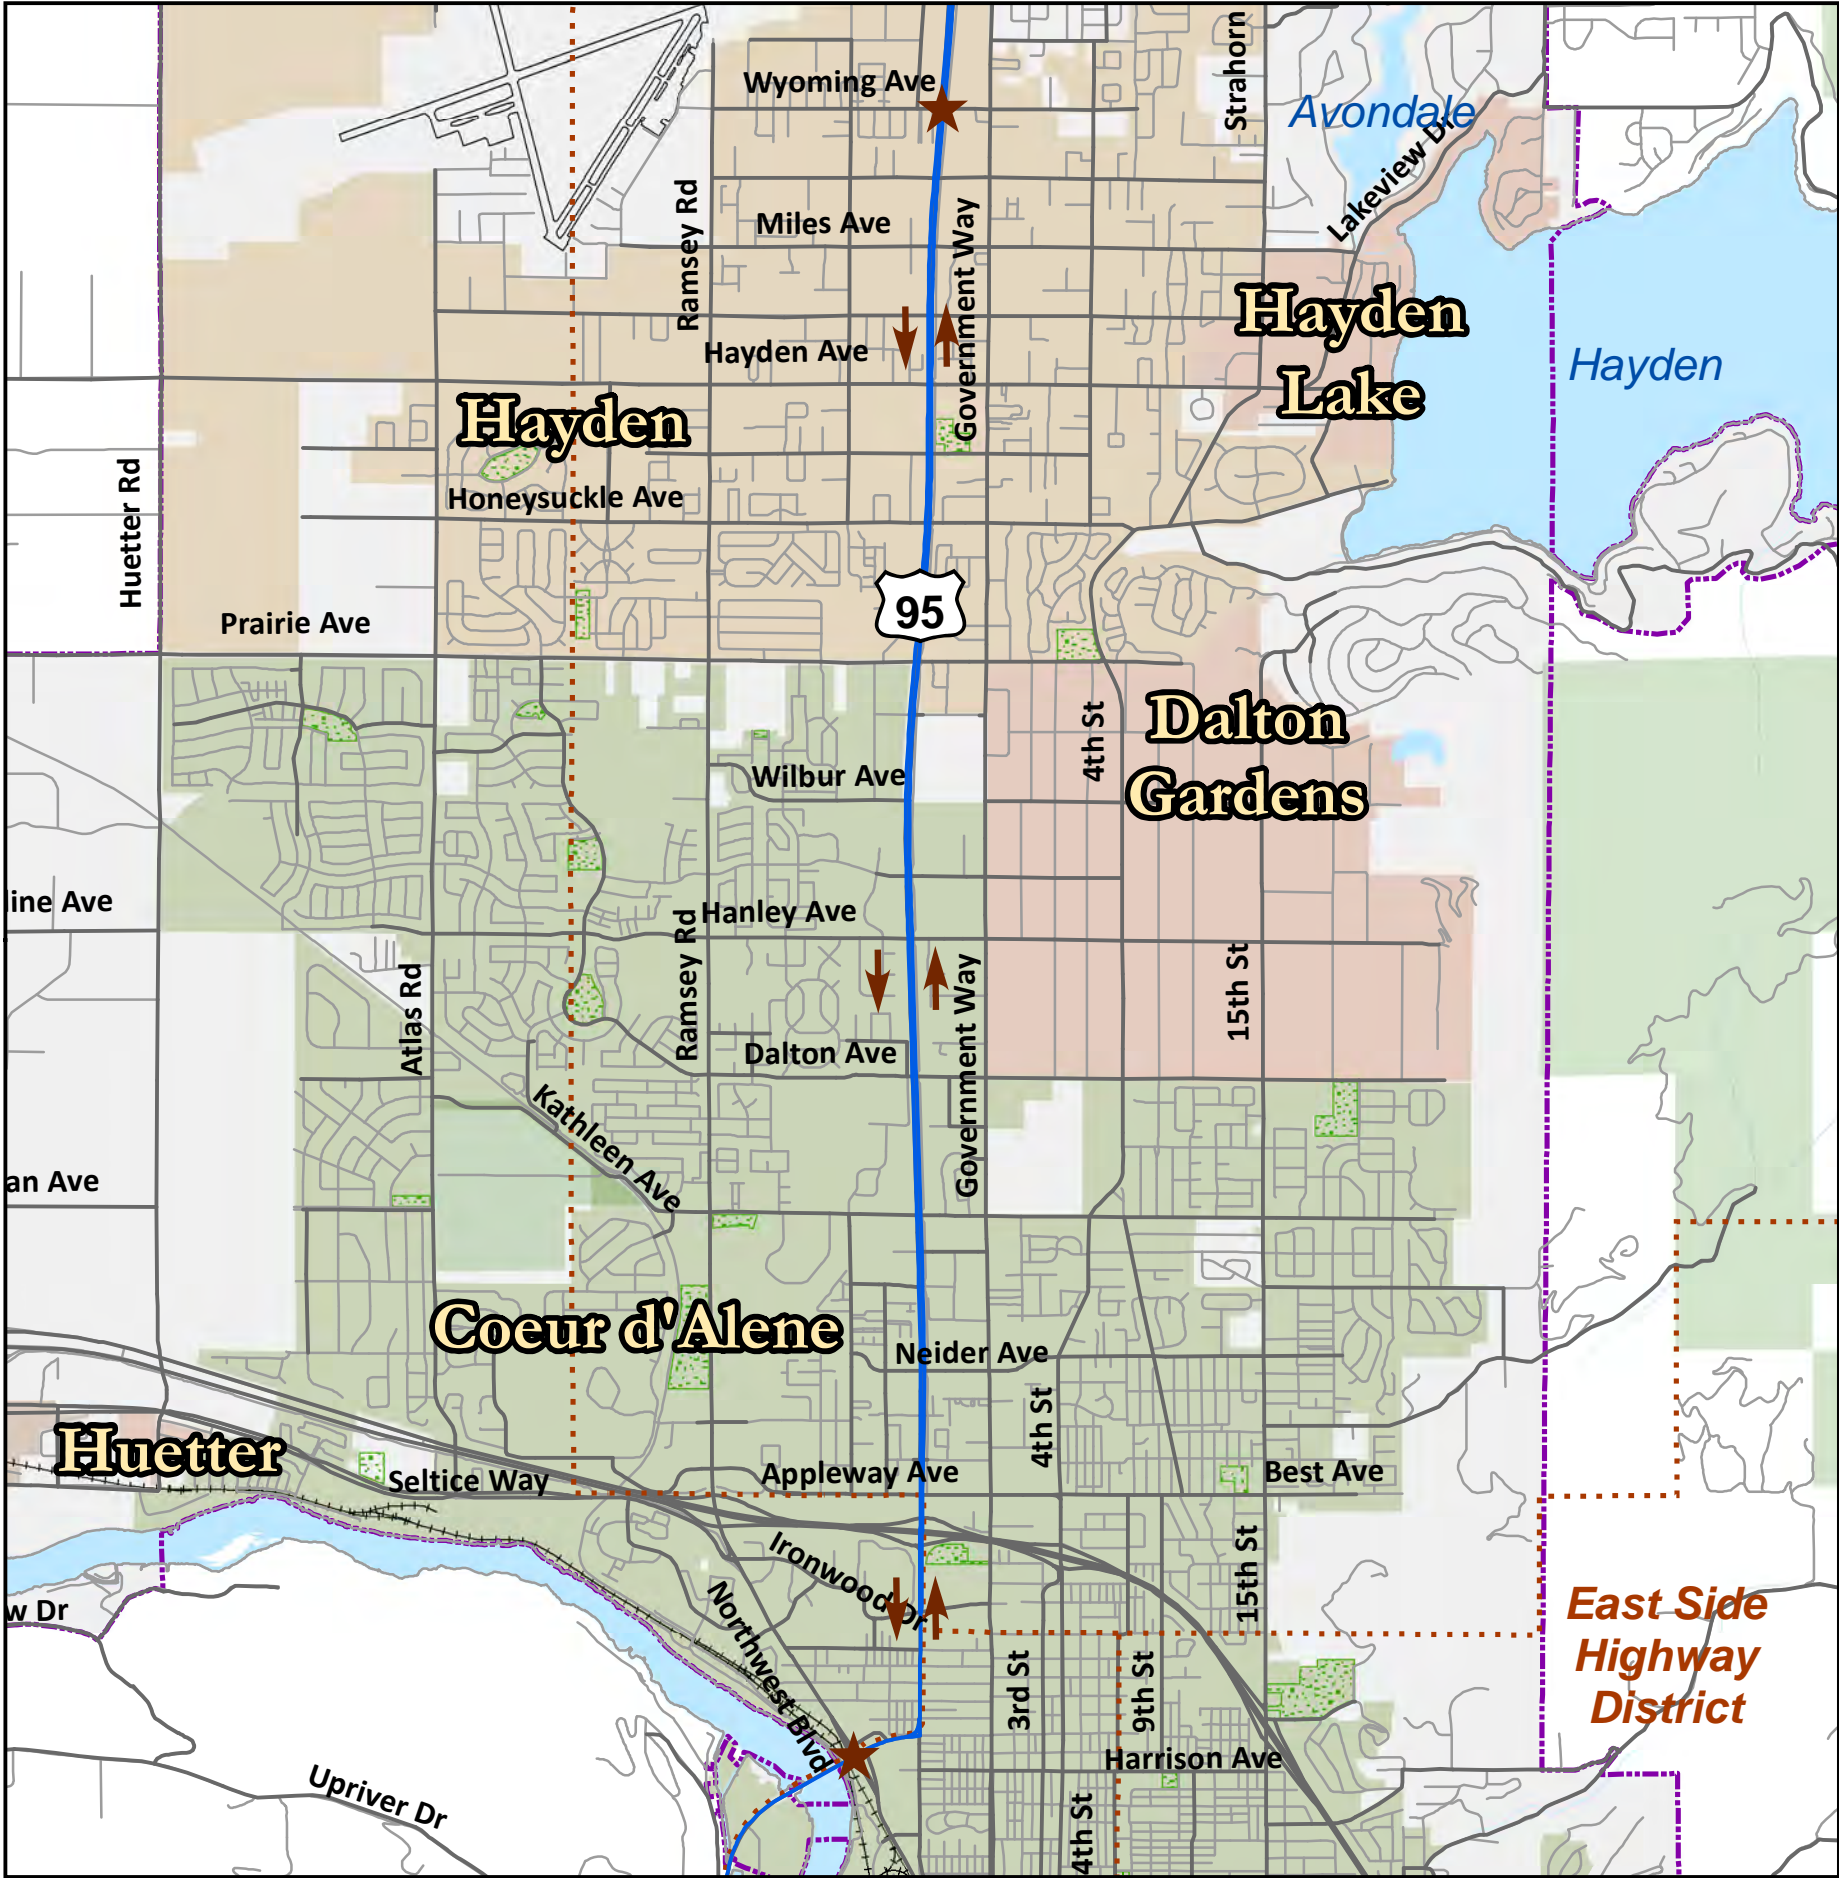 Wyoming Ave
Strahorn
Avondale
Lakeview Dr
Ramsey Rd
Miles Ave
Government Way
Hayden
Lake
Hayden
Hayden Ave
Hayden
Huetter Rd
Honeysuckle Ave
95
Prairie Ave
4th St
Dalton
Gardens
Wilbur Ave
line Ave
Hanley Ave
Ramsey Rd
Atlas Rd
Government Way
15th St
Dalton Ave
Kathleen Ave
an Ave
Coeur d'Alene
Neider Ave
4th St
Huetter
Seltice Way
Appleway Ave
Best Ave
Ironwood Dr
15th St
w Dr
Northwest Blvd
East Side
Highway
District
3rd St
9th St
Harrison Ave
Upriver Dr
4th St